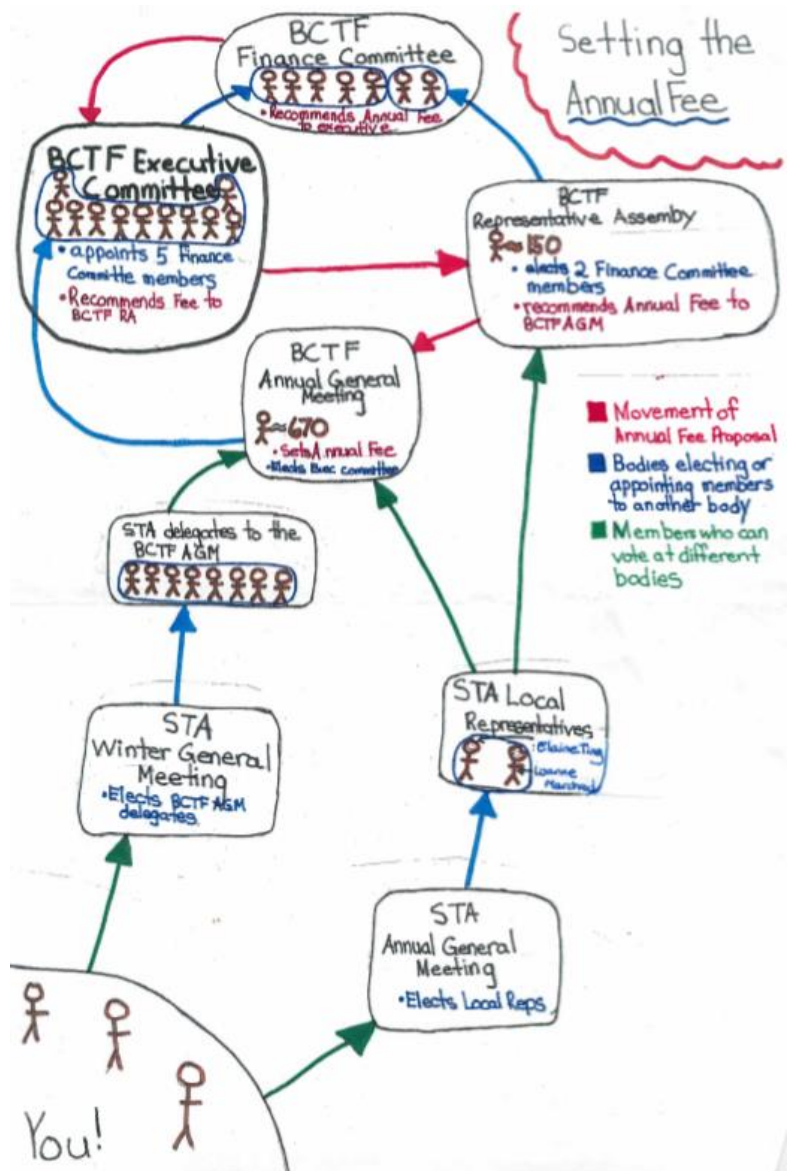 Setting the
Annual Fee
BCTF
Finance Committee
• Recommends Annual Fee
to executive
BCTF Executive
Committee
• appoints 5 Finance
Committe members
• Recommends Fee to
BCTF RA
BCTF
Representative Assembly
≈150
• elects 2 Finance Committee
members
• recommends Annual Fee to
BCTF AGM
BCTF
Annual General
Meeting
≈670
• Sets Annual Fee
• Elects Exec committee
Movement of
Annual Fee Proposal
Bodies electing or
appointing members
to another body
Members who can
vote at different
bodies
STA delegates to the
BCTF AGM
STA Local
Representatives
: Elaine Ting
STA
Winter General
Meeting
• Elects BCTF AGM
delegates
STA
Annual General
Meeting
• Elects Local Reps
You!